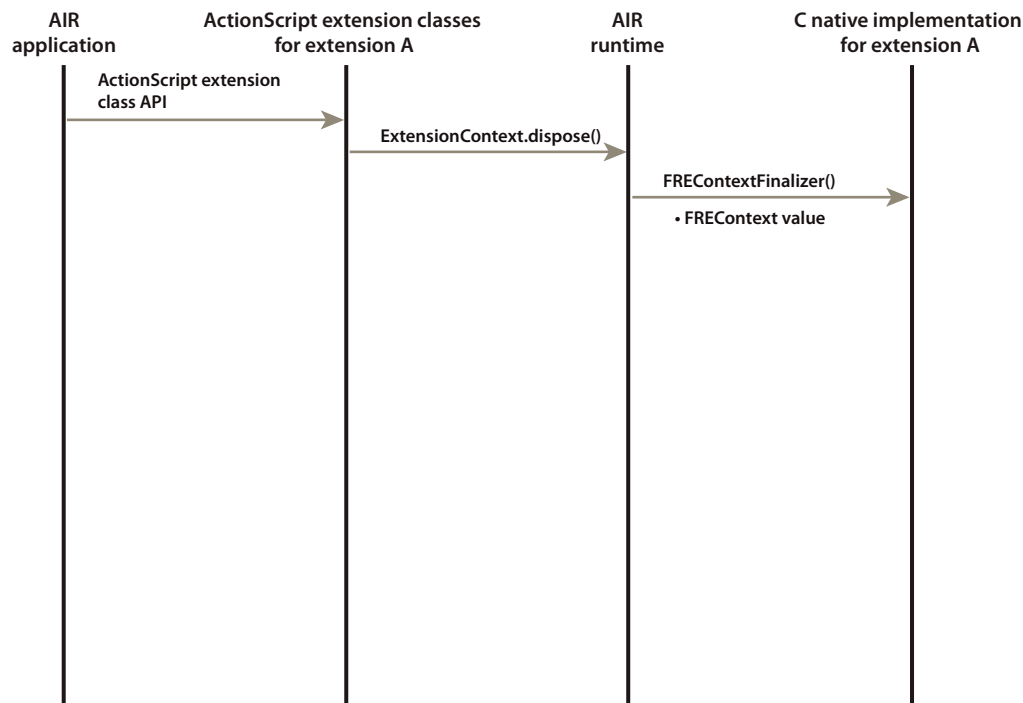 AIR
application
ActionScript extension classes
for extension A
AIR
runtime
C native implementation
for extension A
ActionScript extension
class API
ExtensionContext.dispose()
FREContextFinalizer()
• FREContext value